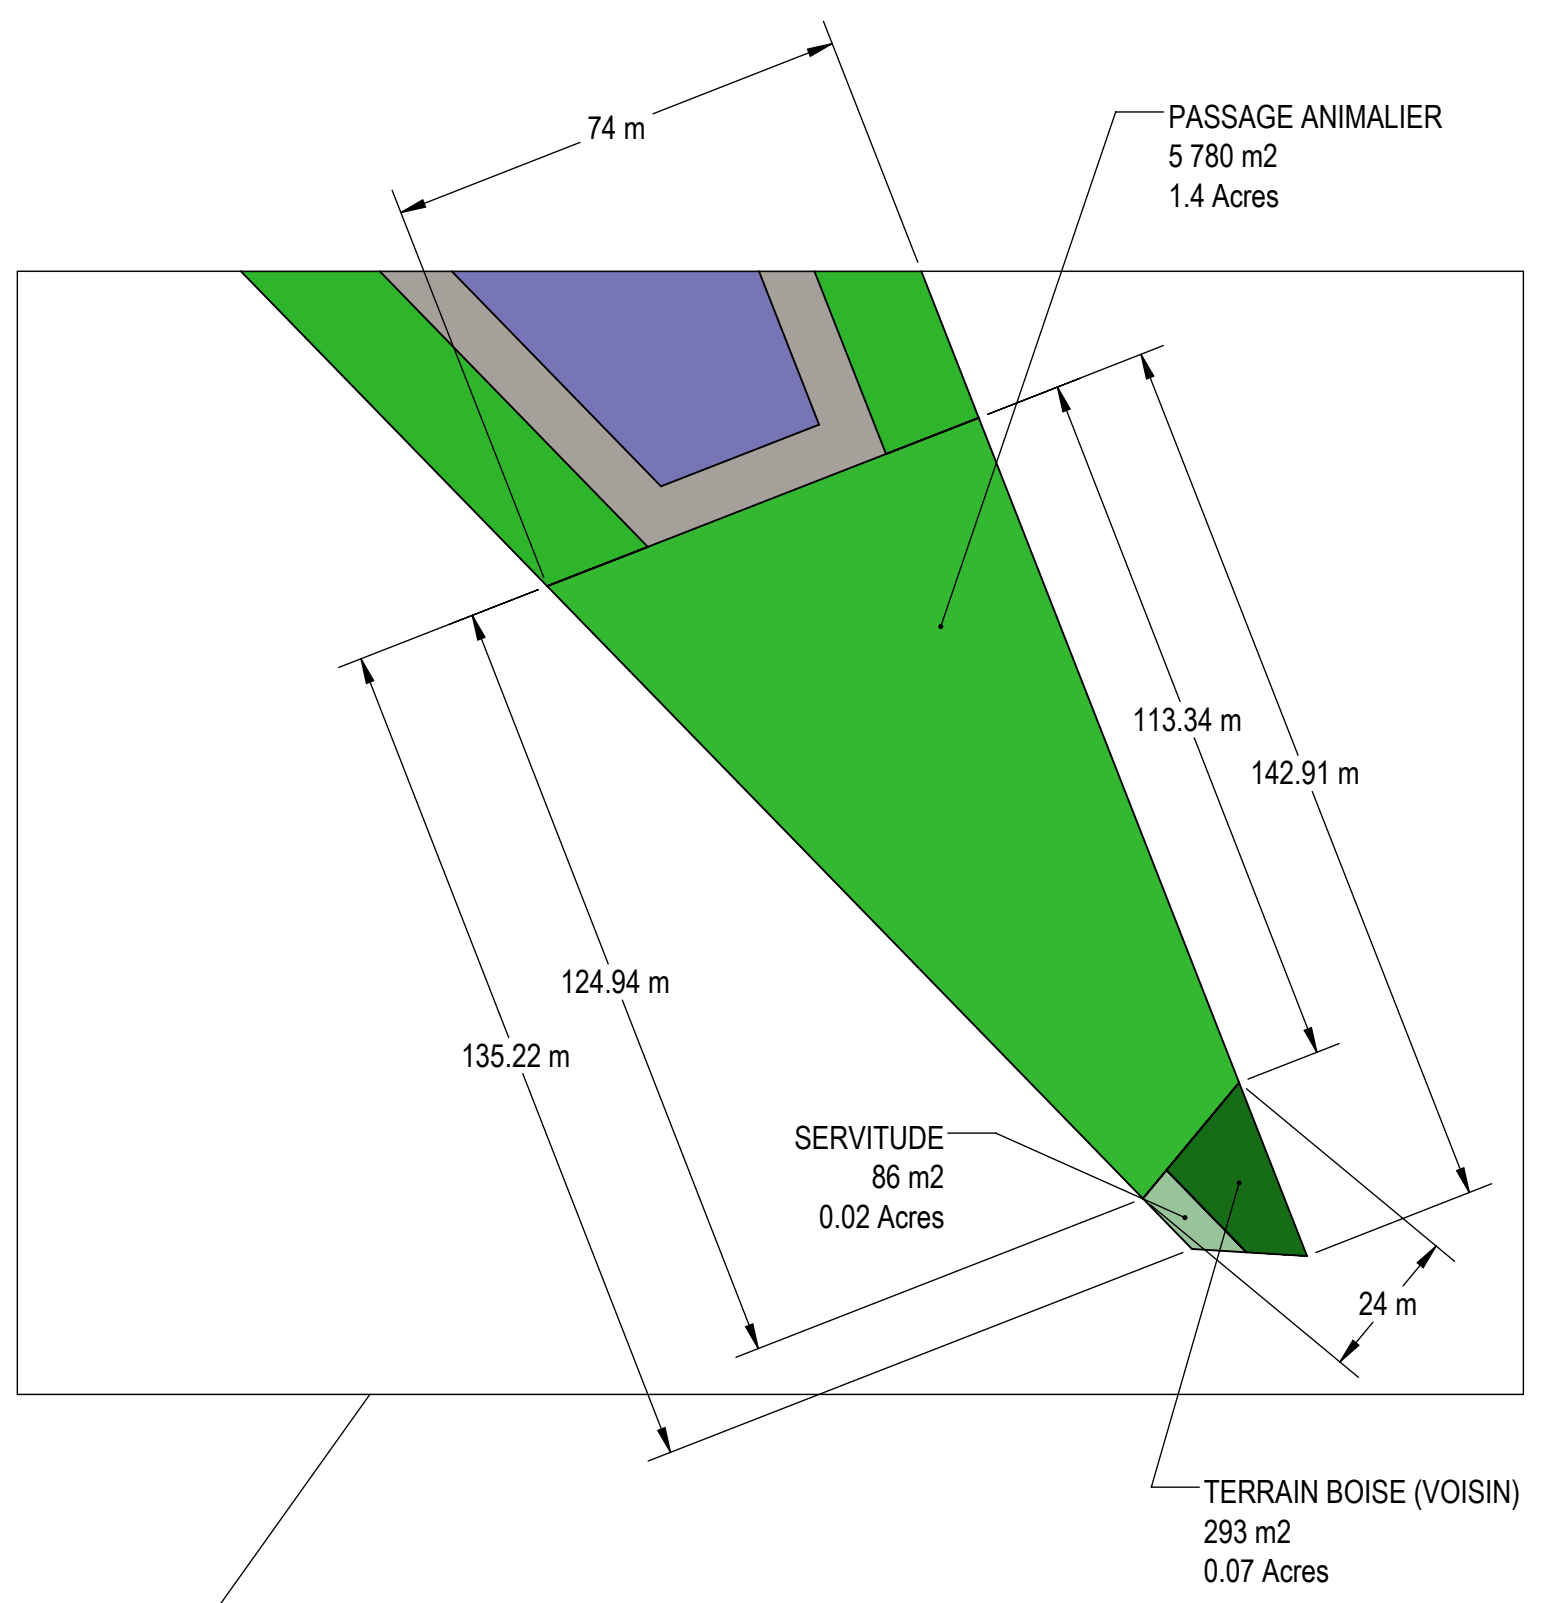 74 m
PASSAGE ANIMALIER
5 780 m2
1.4 Acres
113.34 m
142.91 m
124.94 m
135.22 m
SERVITUDE
86 m2
0.02 Acres
24 m
TERRAIN BOISE (VOISIN)
293 m2
0.07 Acres